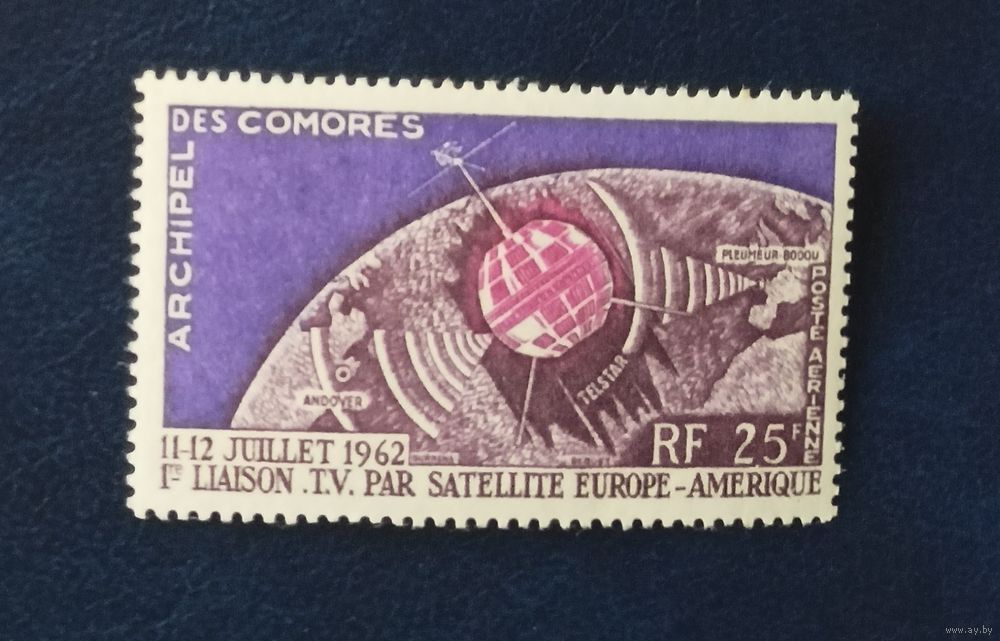 ARCHIPEL
DES COMORES
PLEUMEUR-BODOU
POSTE AERIENNE
TELSTAR
ANDOVER
RF 25F
11-12 JUILLET 1962
1re LIAISON .T.V. PAR SATELLITE EUROPE-AMERIQUE
www.ay.by